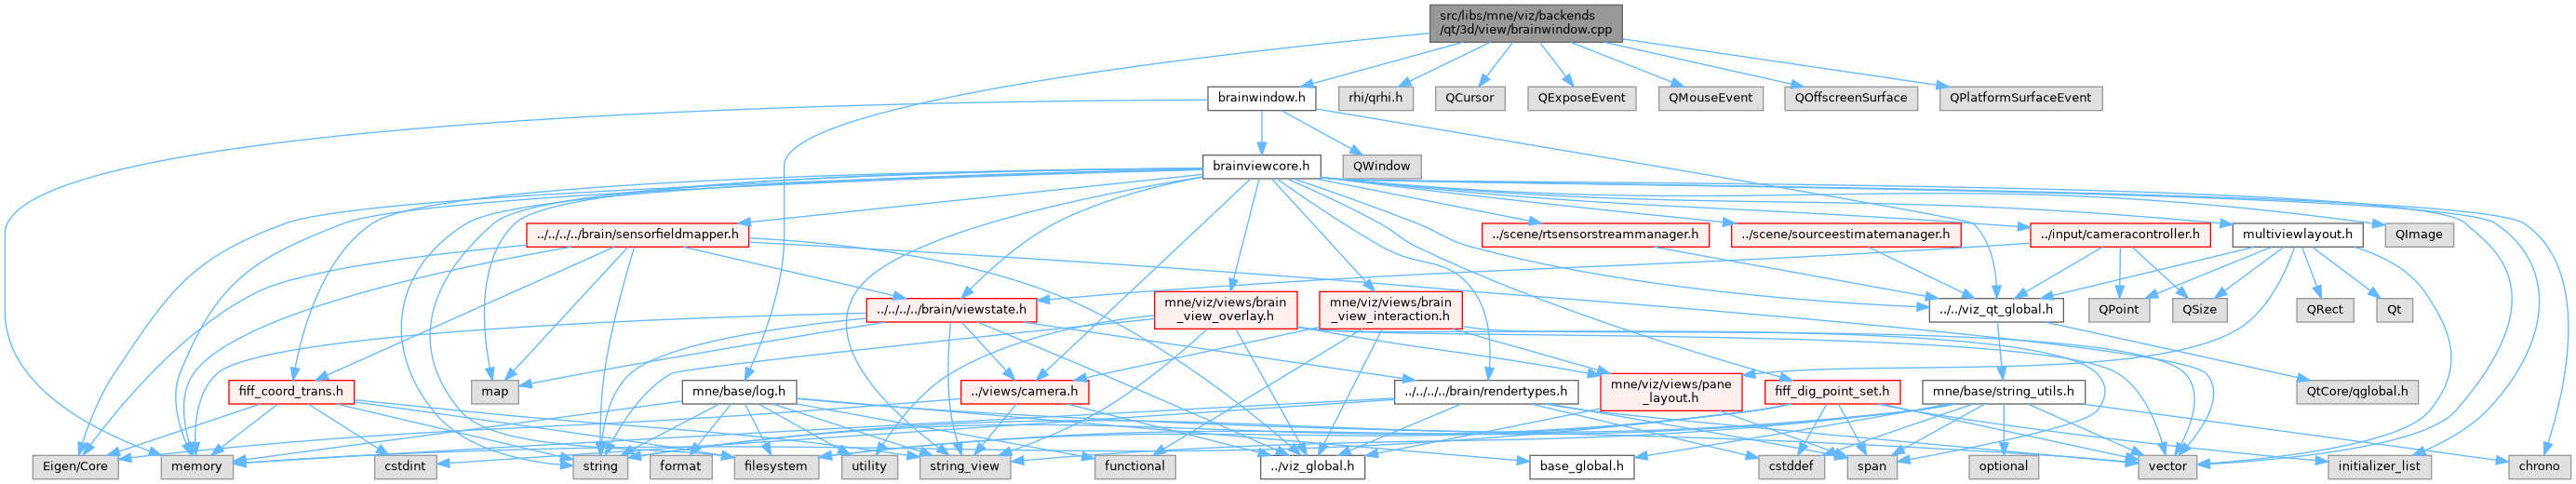 src/libs/mne/viz/backends
/qt/3d/view/brainwindow.cpp
brainwindow.h
rhi/qrhi.h
QCursor
QExposeEvent
QMouseEvent
QOffscreenSurface
QPlatformSurfaceEvent
brainviewcore.h
QWindow
../../../../brain/sensorfieldmapper.h
../scene/rtsensorstreammanager.h
../scene/sourceestimatemanager.h
../input/cameracontroller.h
multiviewlayout.h
QImage
../../../../brain/viewstate.h
mne/viz/views/brain
_view_overlay.h
mne/viz/views/brain
_view_interaction.h
../../viz_qt_global.h
QPoint
QSize
QRect
Qt
fiff_coord_trans.h
map
mne/base/log.h
../views/camera.h
../../../../brain/rendertypes.h
mne/viz/views/pane
_layout.h
fiff_dig_point_set.h
mne/base/string_utils.h
QtCore/qglobal.h
Eigen/Core
memory
cstdint
string
format
filesystem
utility
string_view
functional
../viz_global.h
base_global.h
cstddef
span
optional
vector
initializer_list
chrono